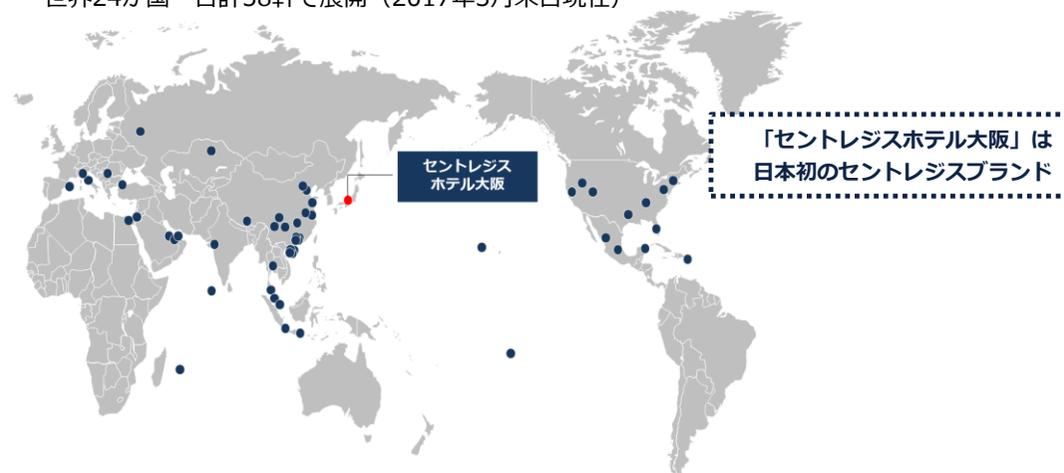 世界24か国 合計38軒で展開（2017年3月末日現在）
セントレジス
ホテル大阪
「セントレジスホテル大阪」は
日本初のセントレジスブランド